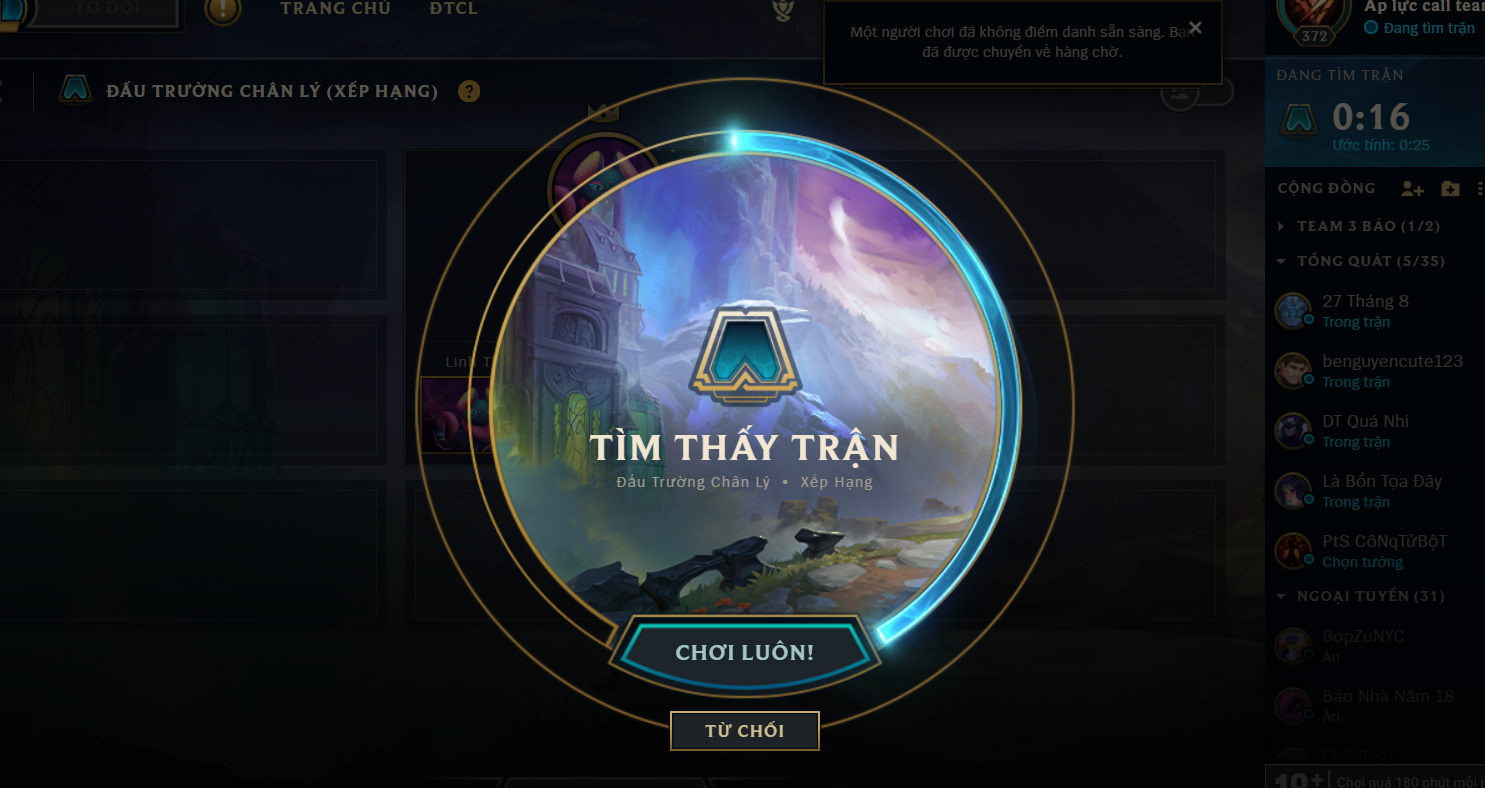 TỔ ĐỘI
TRANG CHỦ
ĐTCL
Một người chơi đã không điểm danh sẵn sàng. Bạn
đã được chuyển về hàng chờ.
372
Áp lực call team
Đang tìm trận
ĐẤU TRƯỜNG CHÂN LÝ (XẾP HẠNG)
?
ĐANG TÌM TRẬN
0:16
Ước tính: 0:25
CỘNG ĐỒNG
TEAM 3 BÁO (1/2)
TỔNG QUÁT (5/35)
27 Tháng 8
Trong trận
benguyencute123
Trong trận
DT Quá Nhi
Trong trận
Là Bổn Tọa Đây
Trong trận
PtS CôNqTửBộT
Chọn tướng
NGOẠI TUYẾN (31)
BopZuNYC
Ẩn
Báo Nhà Năm 18
Ẩn
TÌM THẤY TRẬN
Đấu Trường Chân Lý • Xếp Hạng
CHƠI LUÔN!
TỪ CHỐI
18+
Chơi quá 180 phút mỗi